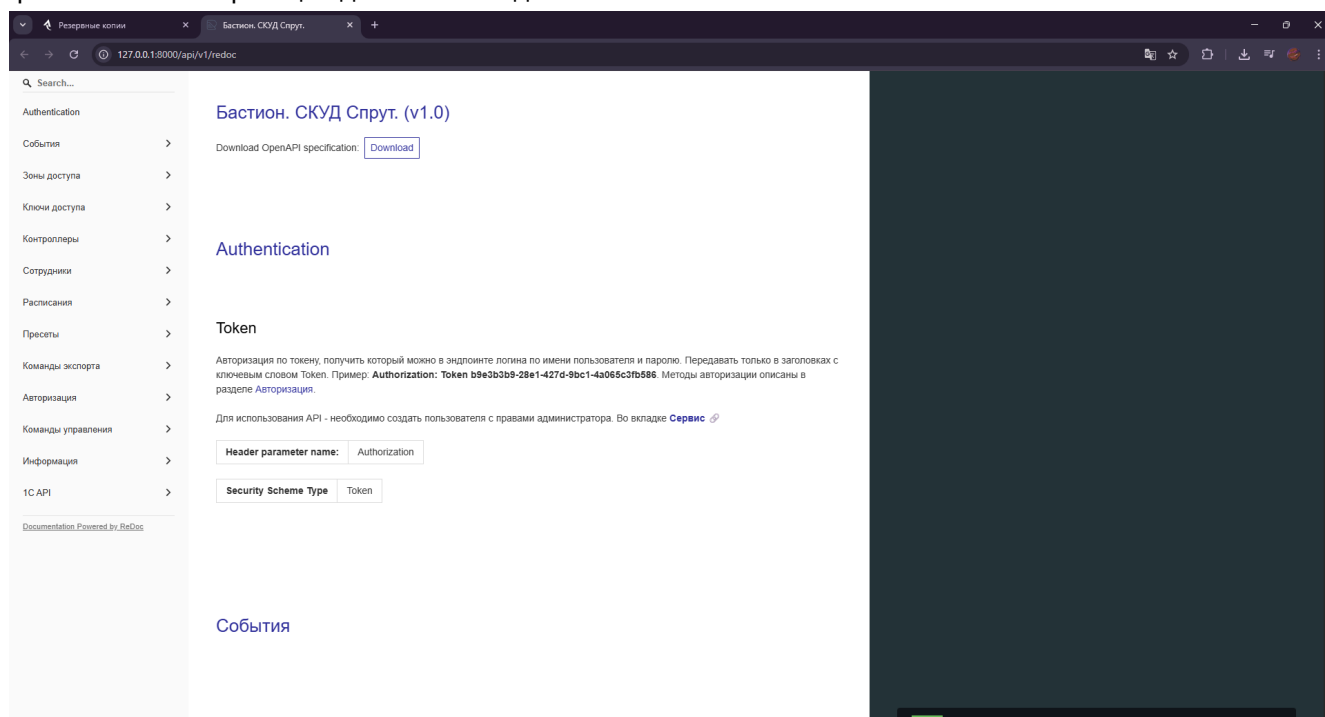 Резервные копии
Бастион. СКУД Спрут.
127.0.0.1:8000/api/v1/redoc
Search...
Authentication
События
Зоны доступа
Ключи доступа
Контроллеры
Сотрудники
Расписания
Пресеты
Команды экспорта
Авторизация
Команды управления
Информация
1C API
Documentation Powered by ReDoc
Бастион. СКУД Спрут. (v1.0)
Download OpenAPI specification: Download
Authentication
Token
Авторизация по токену, получить который можно в эндпоинте логина по имени пользователя и паролю. Передавать только в заголовках с
ключевым словом Token. Пример: Authorization: Token b9e3b3b9-28e1-427d-9bc1-4a065c3fb586. Методы авторизации описаны в
разделе Авторизация.
Для использования API - необходимо создать пользователя с правами администратора. Во вкладке Сервис
Header parameter name: Authorization
Security Scheme Type Token
События